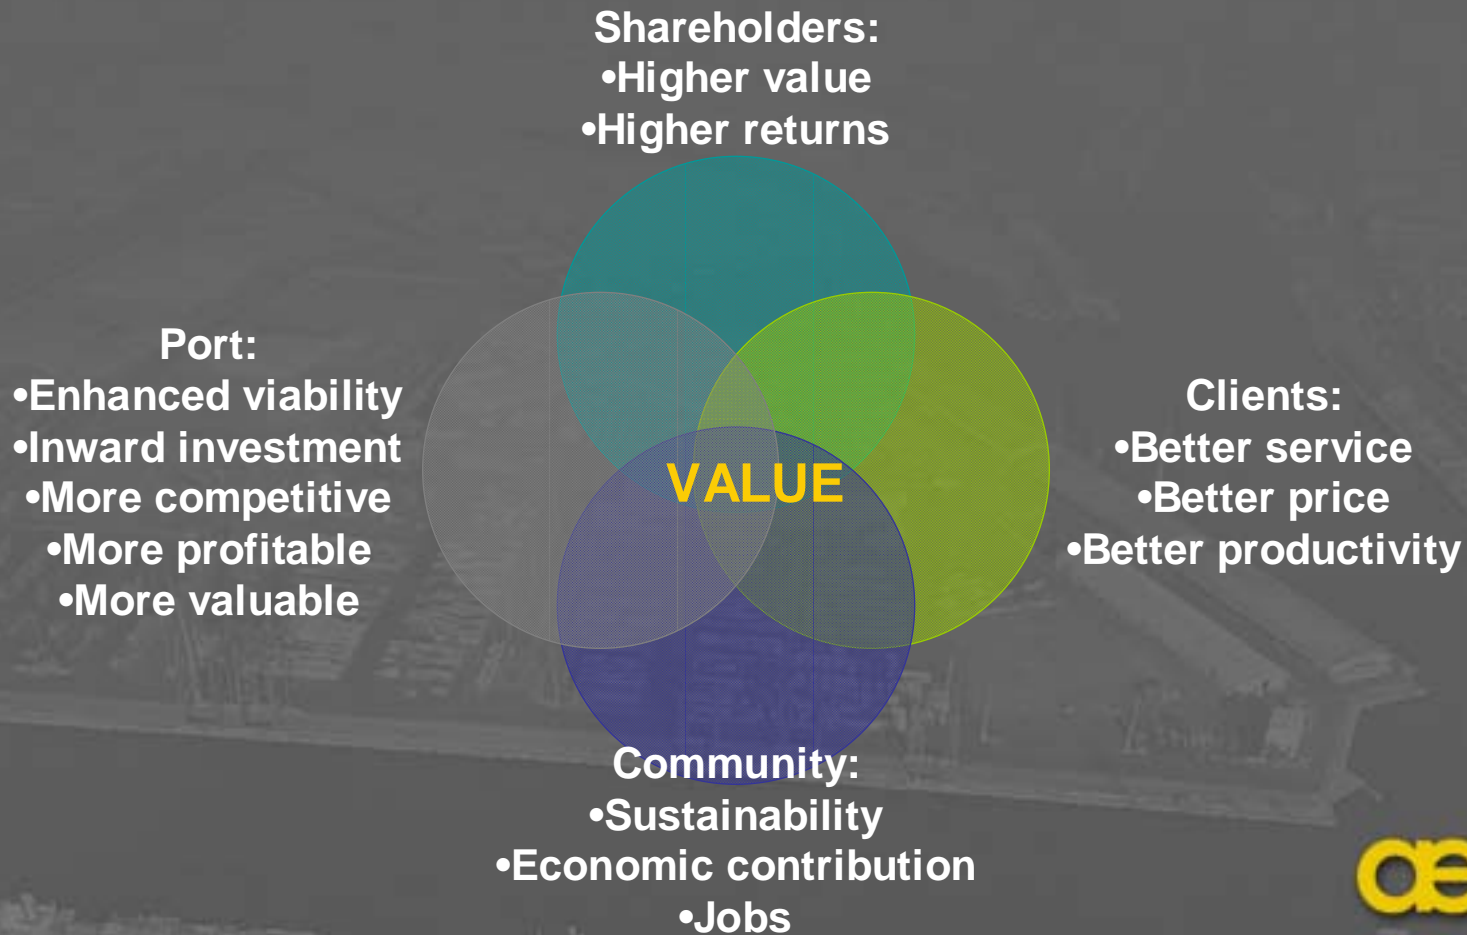 Shareholders:
•Higher value
•Higher returns
Port:
•Enhanced viability
•Inward investment
•More competitive
•More profitable
•More valuable
VALUE
Clients:
•Better service
•Better price
•Better productivity
Community:
•Sustainability
•Economic contribution
•Jobs